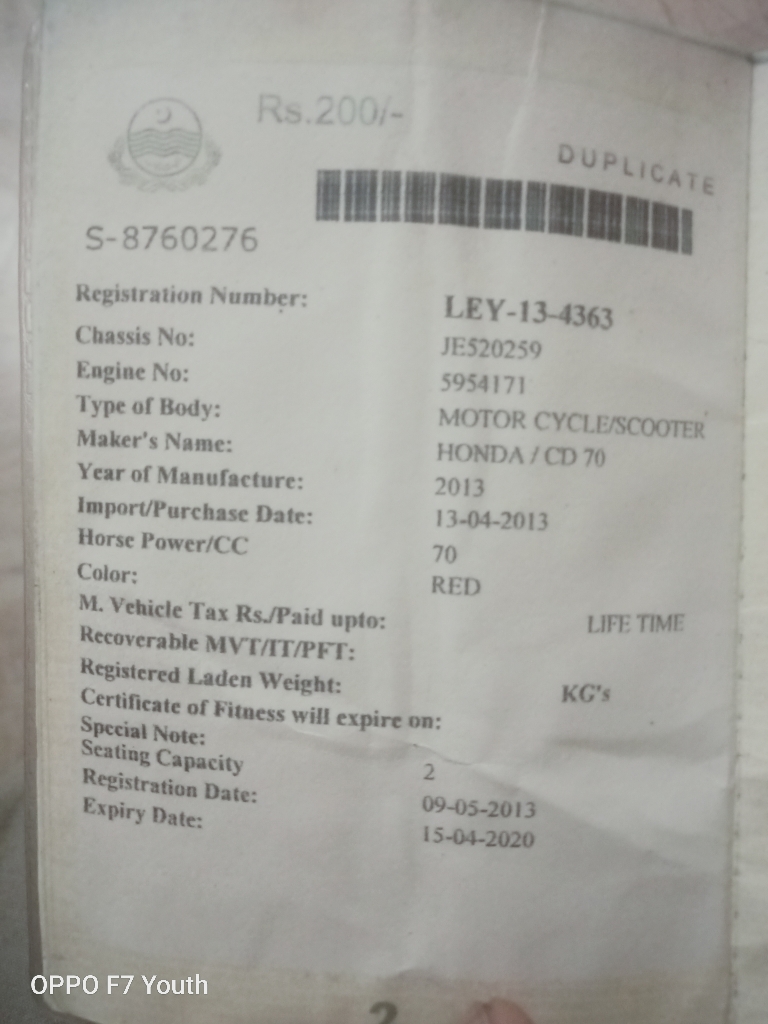 Rs.200/-
DUPLICATE
S-8760276
Registration Number: LEY-13-4363
Chassis No: JE520259
Engine No: 5954171
Type of Body: MOTOR CYCLE/SCOOTER
Maker's Name: HONDA / CD 70
Year of Manufacture: 2013
Import/Purchase Date: 13-04-2013
Horse Power/CC 70
Color: RED
M. Vehicle Tax Rs./Paid upto: LIFE TIME
Recoverable MVT/IT/PFT:
Registered Laden Weight: KG's
Certificate of Fitness will expire on:
Special Note:
Seating Capacity 2
Registration Date: 09-05-2013
Expiry Date: 15-04-2020
2
OPPO F7 Youth